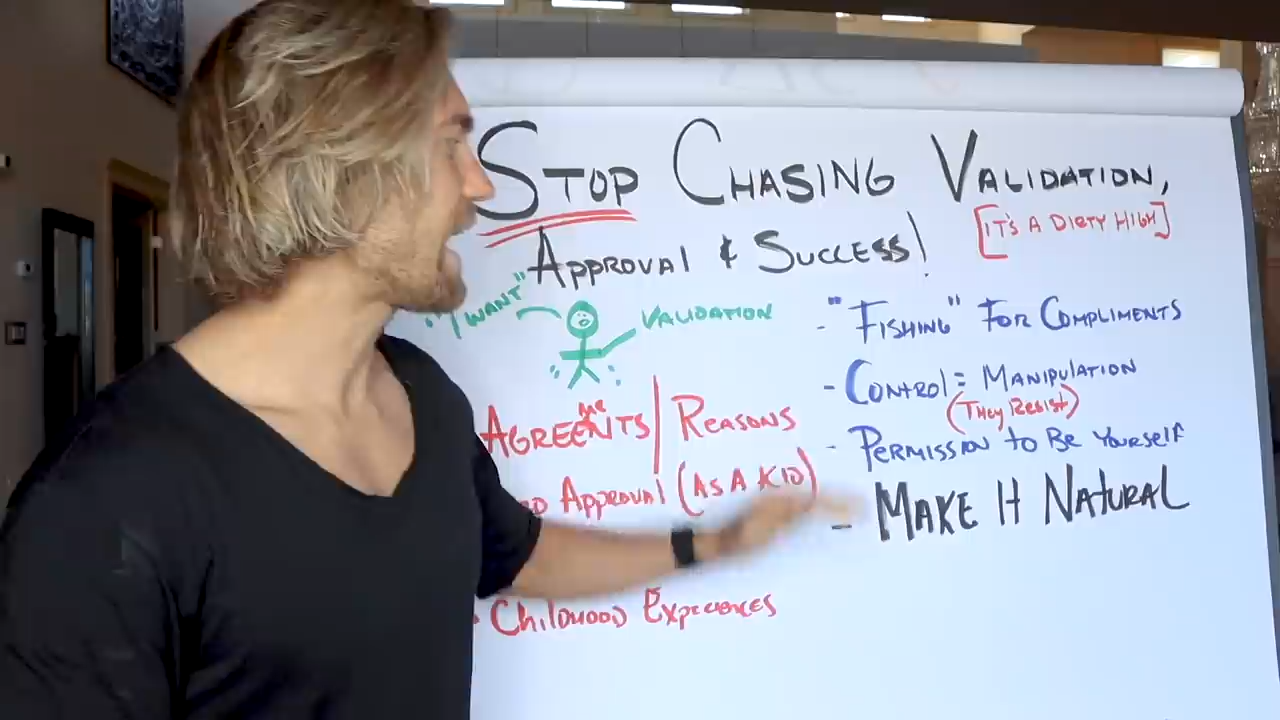 STOP CHASING VALIDATION,
[IT'S A DIRTY HIGH]
APPROVAL & SUCCESS!
"I WANT"
VALIDATION
AGREEMENTS | REASONS
APPROVAL (AS A KID)
· CHILDHOOD EXPERIENCES
- "FISHING" FOR COMPLIMENTS
- CONTROL = MANIPULATION
(THEY RESIST)
- PERMISSION TO BE YOURSELF
- MAKE IT NATURAL